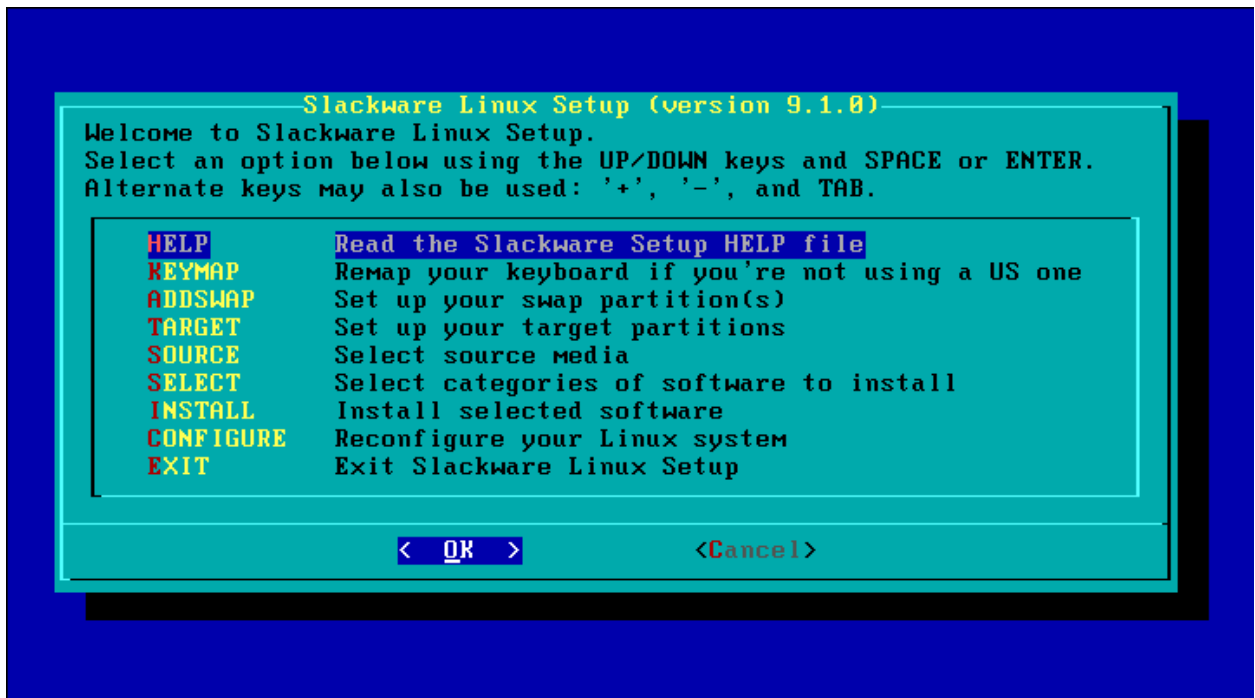 Slackware Linux Setup (version 9.1.0)
Welcome to Slackware Linux Setup.
Select an option below using the UP/DOWN keys and SPACE or ENTER.
Alternate keys may also be used: '+', '-', and TAB.
HELP Read the Slackware Setup HELP file
KEYMAP Remap your keyboard if you're not using a US one
ADDSWAP Set up your swap partition(s)
TARGET Set up your target partitions
SOURCE Select source media
SELECT Select categories of software to install
INSTALL Install selected software
CONFIGURE Reconfigure your Linux system
EXIT Exit Slackware Linux Setup
< OK > <Cancel>